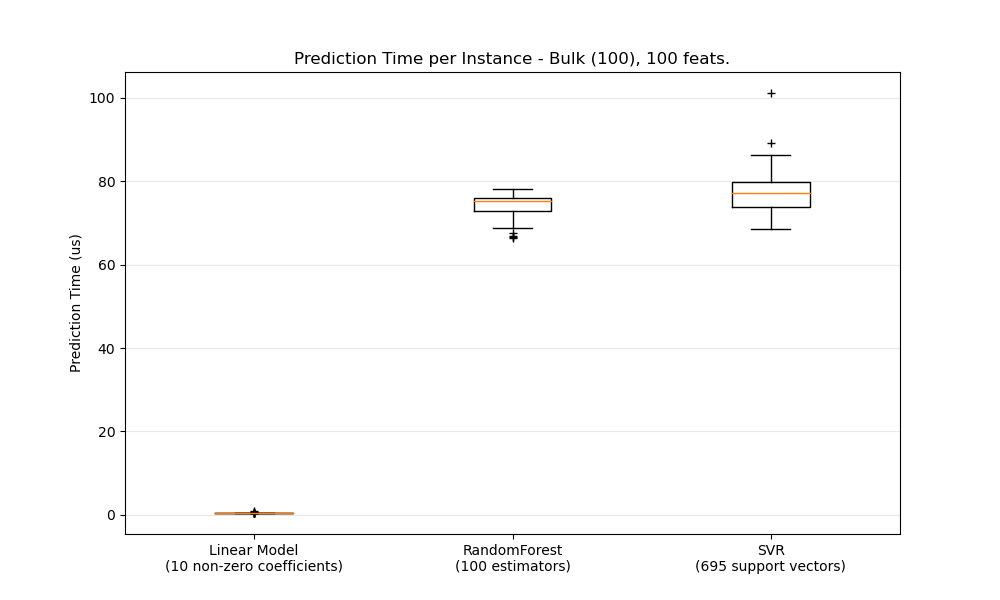 Prediction Time per Instance - Bulk (100), 100 feats.
Prediction Time (us)
100
80
60
40
20
0
Linear Model
(10 non-zero coefficients)
RandomForest
(100 estimators)
SVR
(695 support vectors)